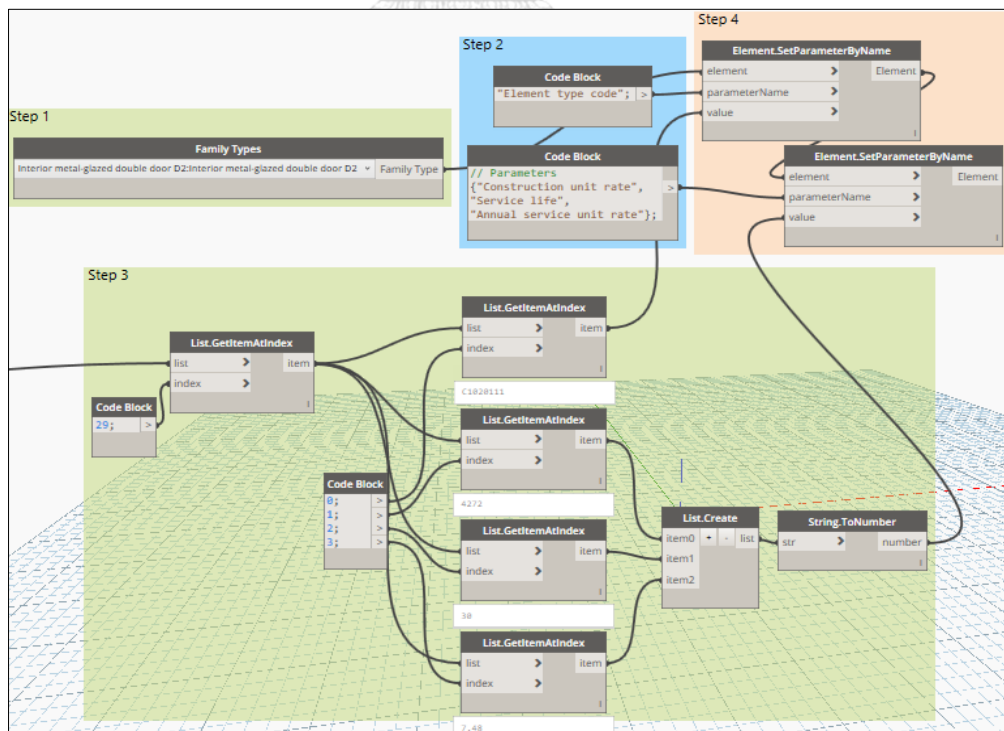 Step 1
Family Types
Interior metal-glazed double door D2:Interior metal-glazed double door D2
Family Type
Step 2
Code Block
"Element type code";
>
Code Block
// Parameters
{"Construction unit rate",
"Service life",
"Annual service unit rate"};
>
Step 4
Element.SetParameterByName
element > Element
parameterName >
value >
Element.SetParameterByName
element > Element
parameterName >
value >
Step 3
List.GetItemAtIndex
list > item
index >
Code Block
29; >
Code Block
0; >
1; >
2; >
3; >
List.GetItemAtIndex
list > item
index >
C1020111
List.GetItemAtIndex
list > item
index >
4272
List.GetItemAtIndex
list > item
index >
30
List.GetItemAtIndex
list > item
index >
7.48
List.Create
item0 + - list
item1
item2
String.ToNumber
str > number